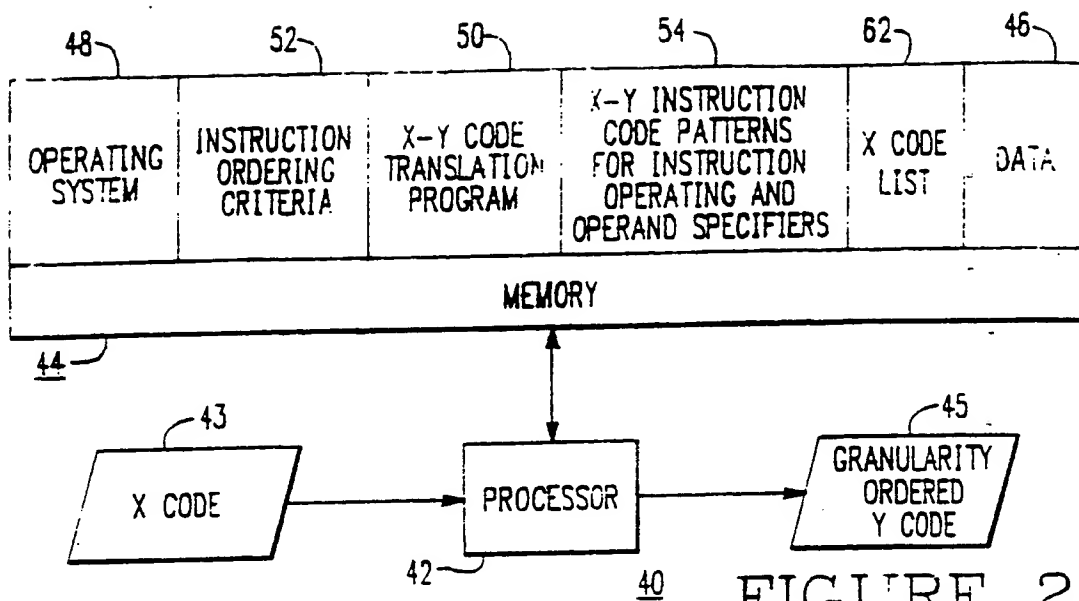 48 52 50 54 62 46
OPERATING
SYSTEM
INSTRUCTION
ORDERING
CRITERIA
X-Y CODE
TRANSLATION
PROGRAM
X-Y INSTRUCTION
CODE PATTERNS
FOR INSTRUCTION
OPERATING AND
OPERAND SPECIFIERS
X CODE
LIST
DATA
MEMORY
44
43
X CODE
PROCESSOR
42
45
GRANULARITY
ORDERED
Y CODE
40
FIGURE 2